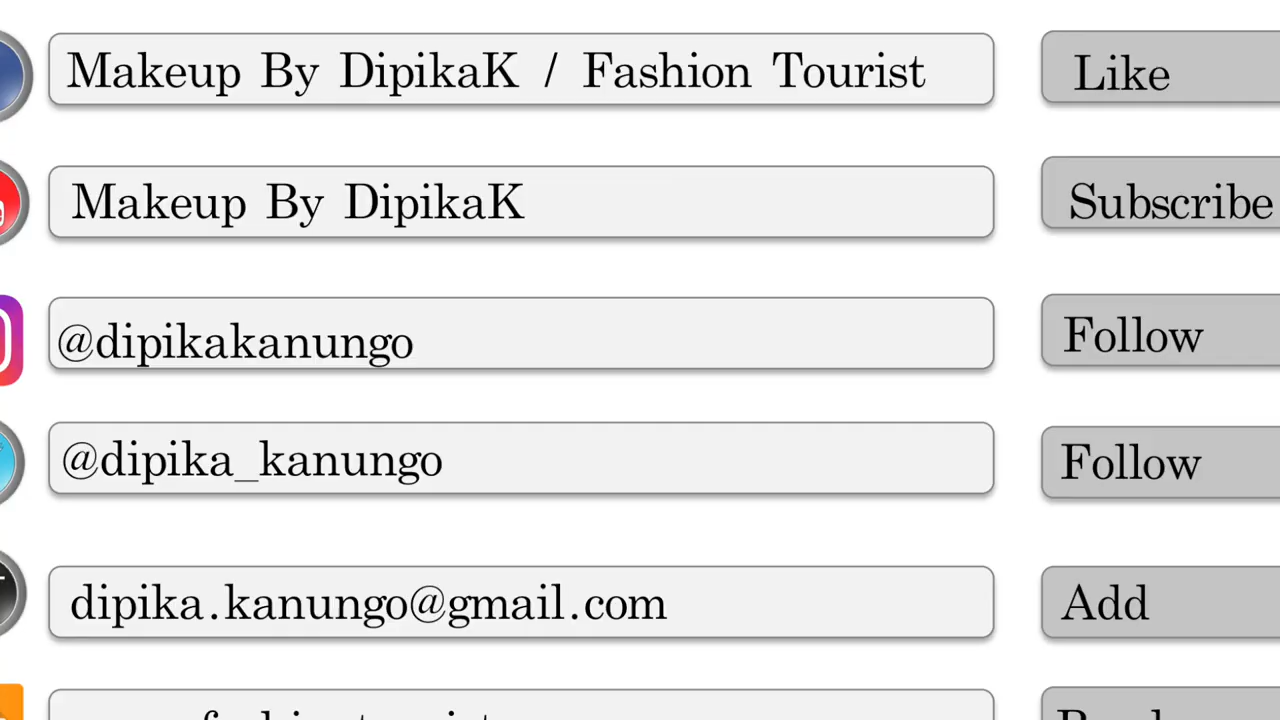 Makeup By DipikaK / Fashion Tourist
Like
Makeup By DipikaK
Subscribe
@dipikakanungo
Follow
@dipika_kanungo
Follow
dipika.kanungo@gmail.com
Add